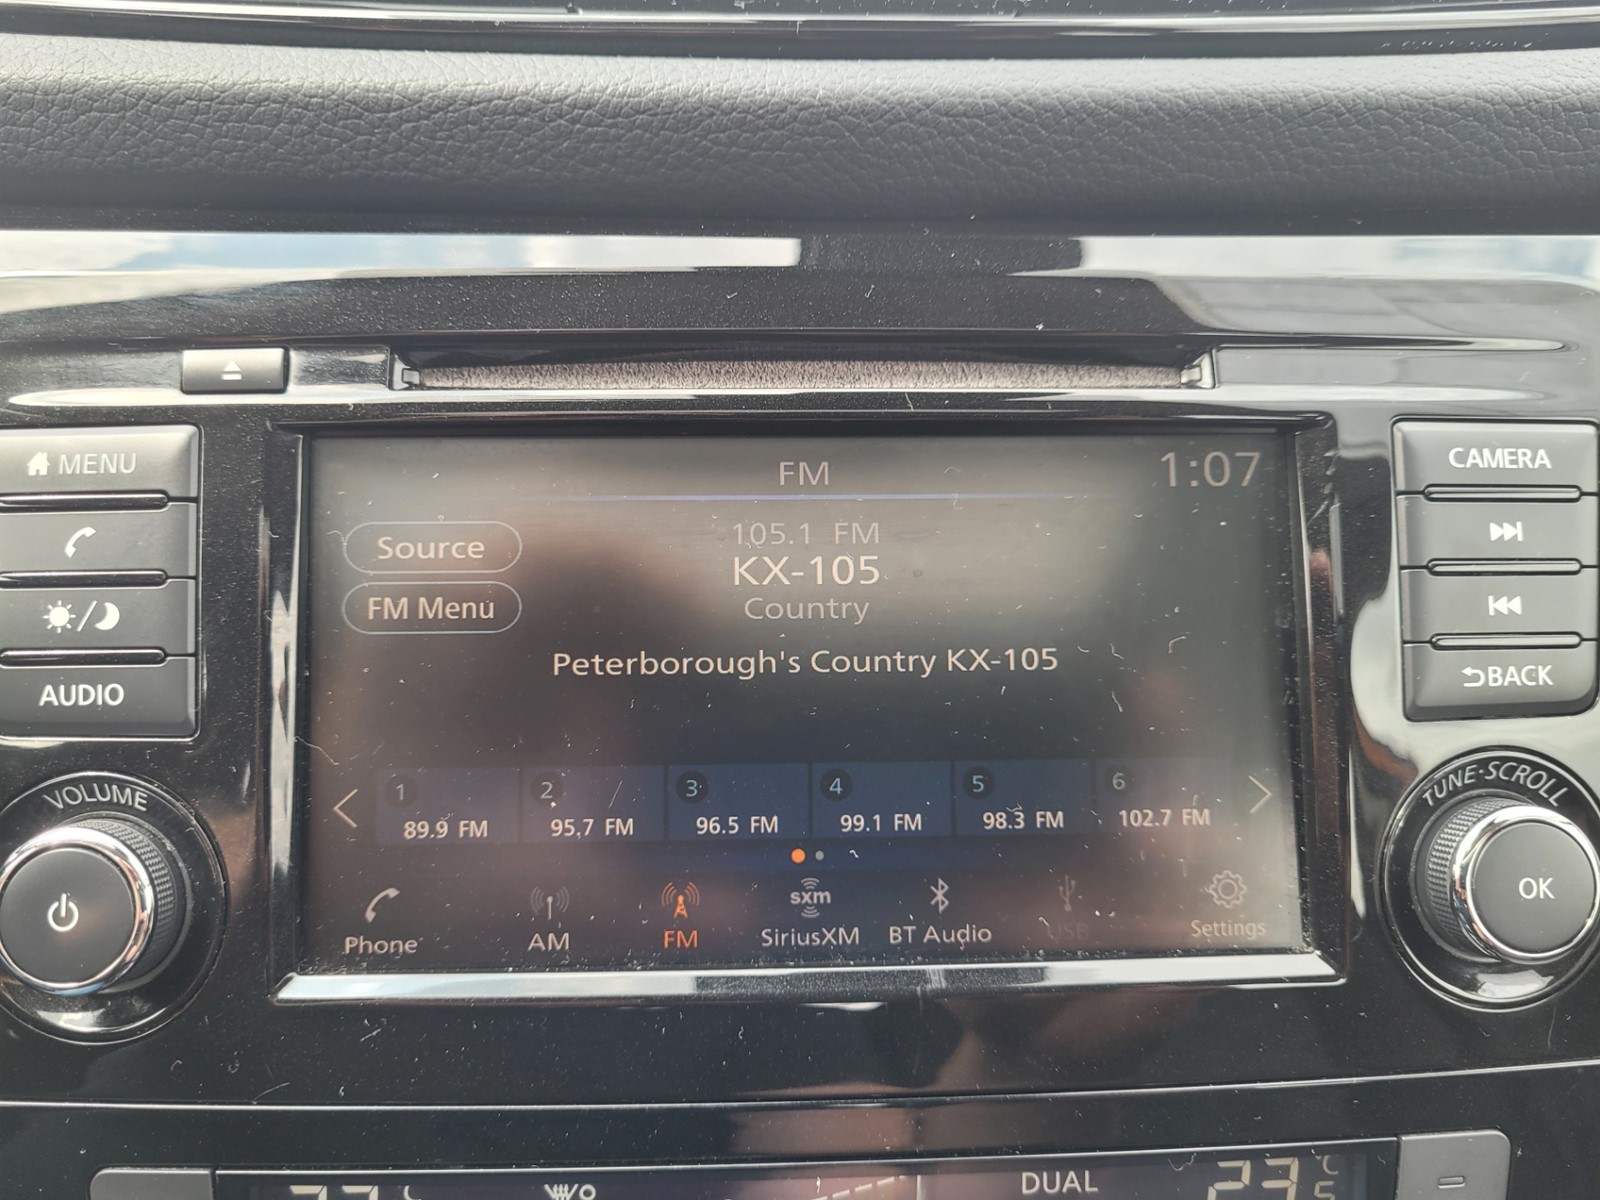 MENU
AUDIO
VOLUME
FM
1:07
Source
FM Menu
105.1 FM
KX-105
Country
Peterborough's Country KX-105
1 2 3 4 5 6
89.9 FM 95.7 FM 96.5 FM 99.1 FM 98.3 FM 102.7 FM
sxm
Phone AM FM SiriusXM BT Audio USB Settings
CAMERA
BACK
TUNE·SCROLL
OK
DUAL